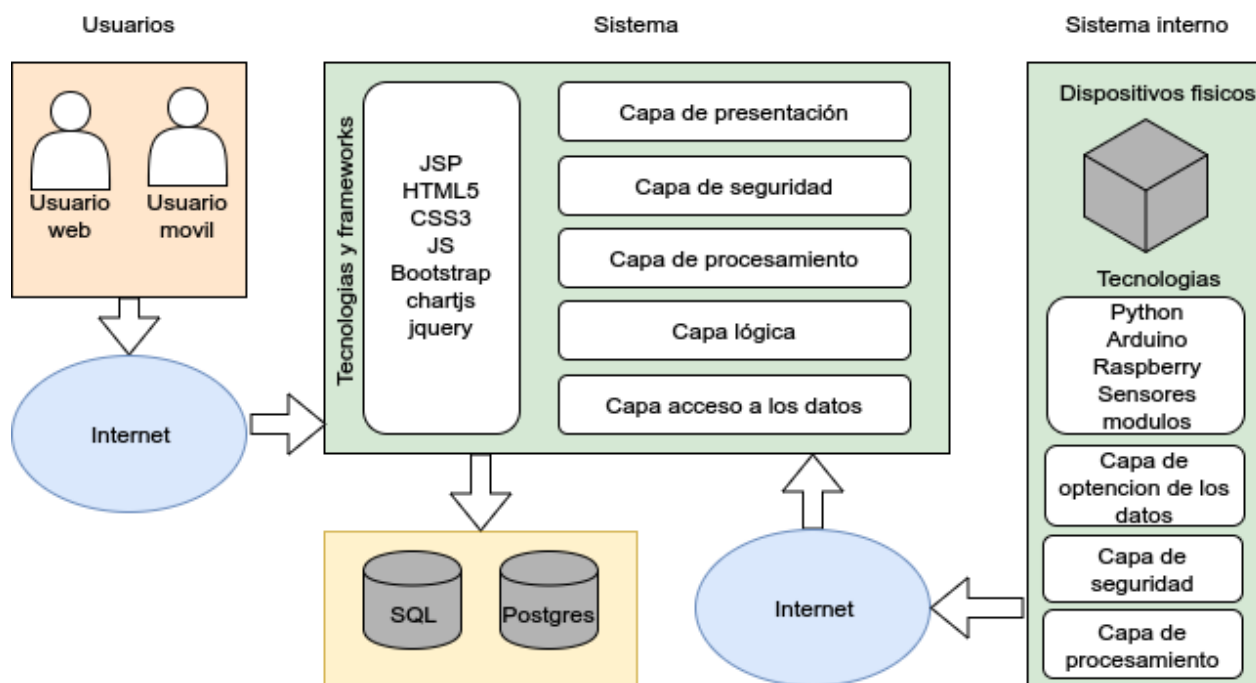 Usuarios
Usuario
web
Usuario
movil
Internet
Sistema
Tecnologias y frameworks
JSP
HTML5
CSS3
JS
Bootstrap
chartjs
jquery
Capa de presentación
Capa de seguridad
Capa de procesamiento
Capa lógica
Capa acceso a los datos
SQL
Postgres
Internet
Sistema interno
Dispositivos fisicos
Tecnologias
Python
Arduino
Raspberry
Sensores
modulos
Capa de
optencion de los
datos
Capa de
seguridad
Capa de
procesamiento